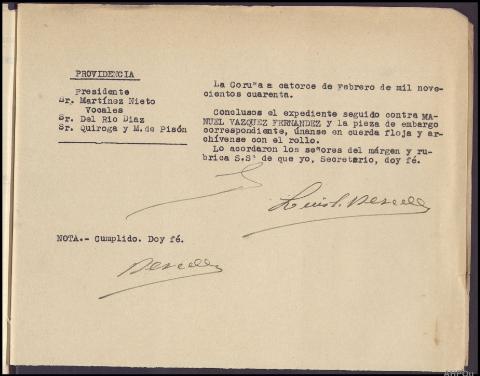 PROVIDENCIA
Presidente
Sr. Martínez Nieto
Vocales
Sr. Del Rio Diaz
Sr. Quiroga y M. de Pisón
La Coruña a catorce de Febrero de mil nove-
cientos cuarenta.
Conclusos el expediente seguido contra MA-
NUEL VAZQUEZ FERNANDEZ y la pieza de embargo
correspondiente, únanse en cuerda floja y ar-
chívense con el rollo.
Lo acordaron los señores del márgen y ru-
brica S.Sª de que yo, Secretario, doy fé.
NOTA.- Cumplido. Doy fé.